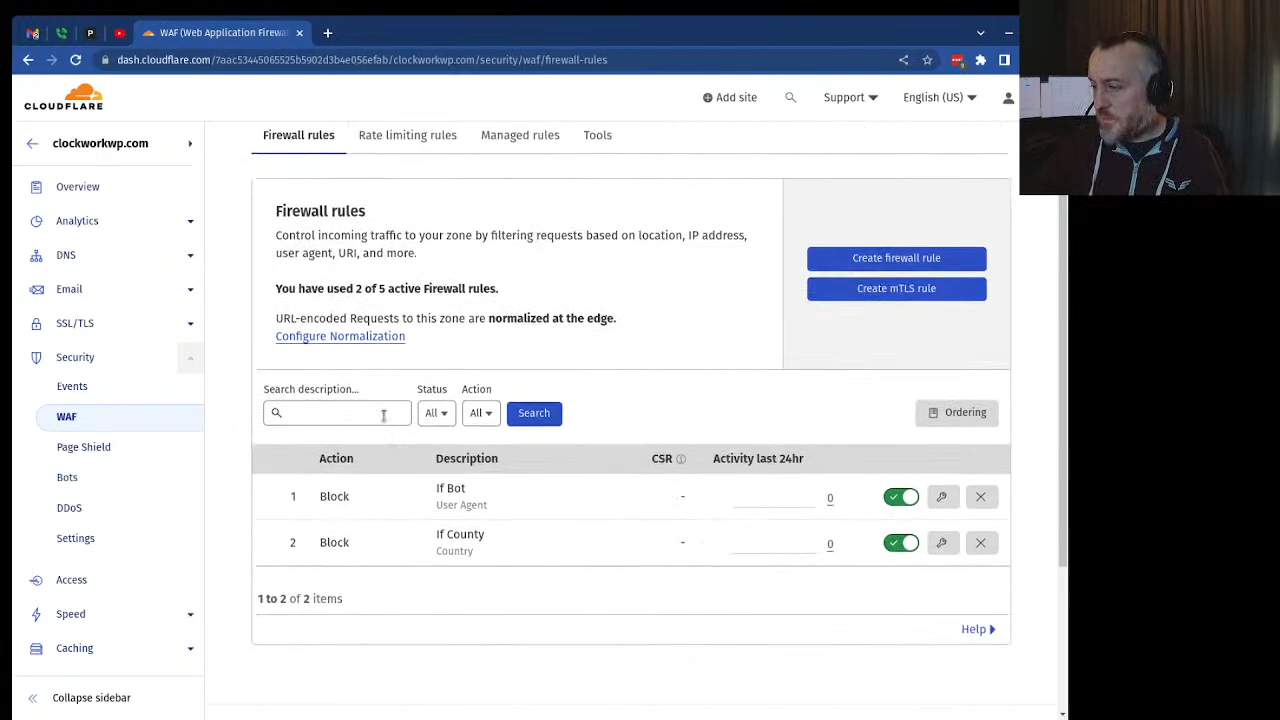 P
WAF (Web Application Firewa
dash.cloudflare.com/7aac53445065525b5902d3b4e056efab/clockworkwp.com/security/waf/firewall-rules
CLOUDFLARE
Add site
Support
English (US)
clockworkwp.com
Overview
Analytics
DNS
Email
SSL/TLS
Security
Events
WAF
Page Shield
Bots
DDoS
Settings
Access
Speed
Caching
Collapse sidebar
Firewall rules
Rate limiting rules
Managed rules
Tools
Firewall rules
Control incoming traffic to your zone by filtering requests based on location, IP address,
user agent, URI, and more.
You have used 2 of 5 active Firewall rules.
URL-encoded Requests to this zone are normalized at the edge.
Configure Normalization
Create firewall rule
Create mTLS rule
Search description...
Status
Action
All
All
Search
Ordering
Action
Description
CSR
Activity last 24hr
1
Block
If Bot
User Agent
-
0
2
Block
If County
Country
-
0
1 to 2 of 2 items
Help